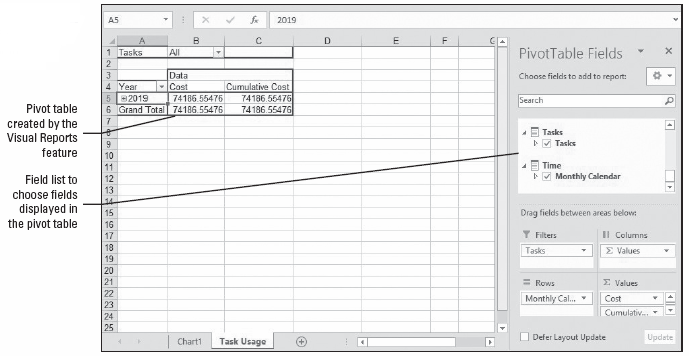 A5
fx
2019
A B C D E F G
1 Tasks All
2
3 Data
4 Year Cost Cumulative Cost
5 2019 74186.55476 74186.55476
6 Grand Total 74186.55476 74186.55476
7
8
9
10
11
12
13
14
15
16
17
18
19
20
21
22
23
24
25
Chart1 Task Usage
Pivot table
created by the
Visual Reports
feature
Field list to
choose fields
displayed in
the pivot table
PivotTable Fields
Choose fields to add to report:
Search
Tasks
Tasks
Time
Monthly Calendar
Drag fields between areas below:
Filters
Tasks
Columns
Σ Values
Rows
Monthly Cal...
Σ Values
Cost
Cumulativ...
Defer Layout Update
Update